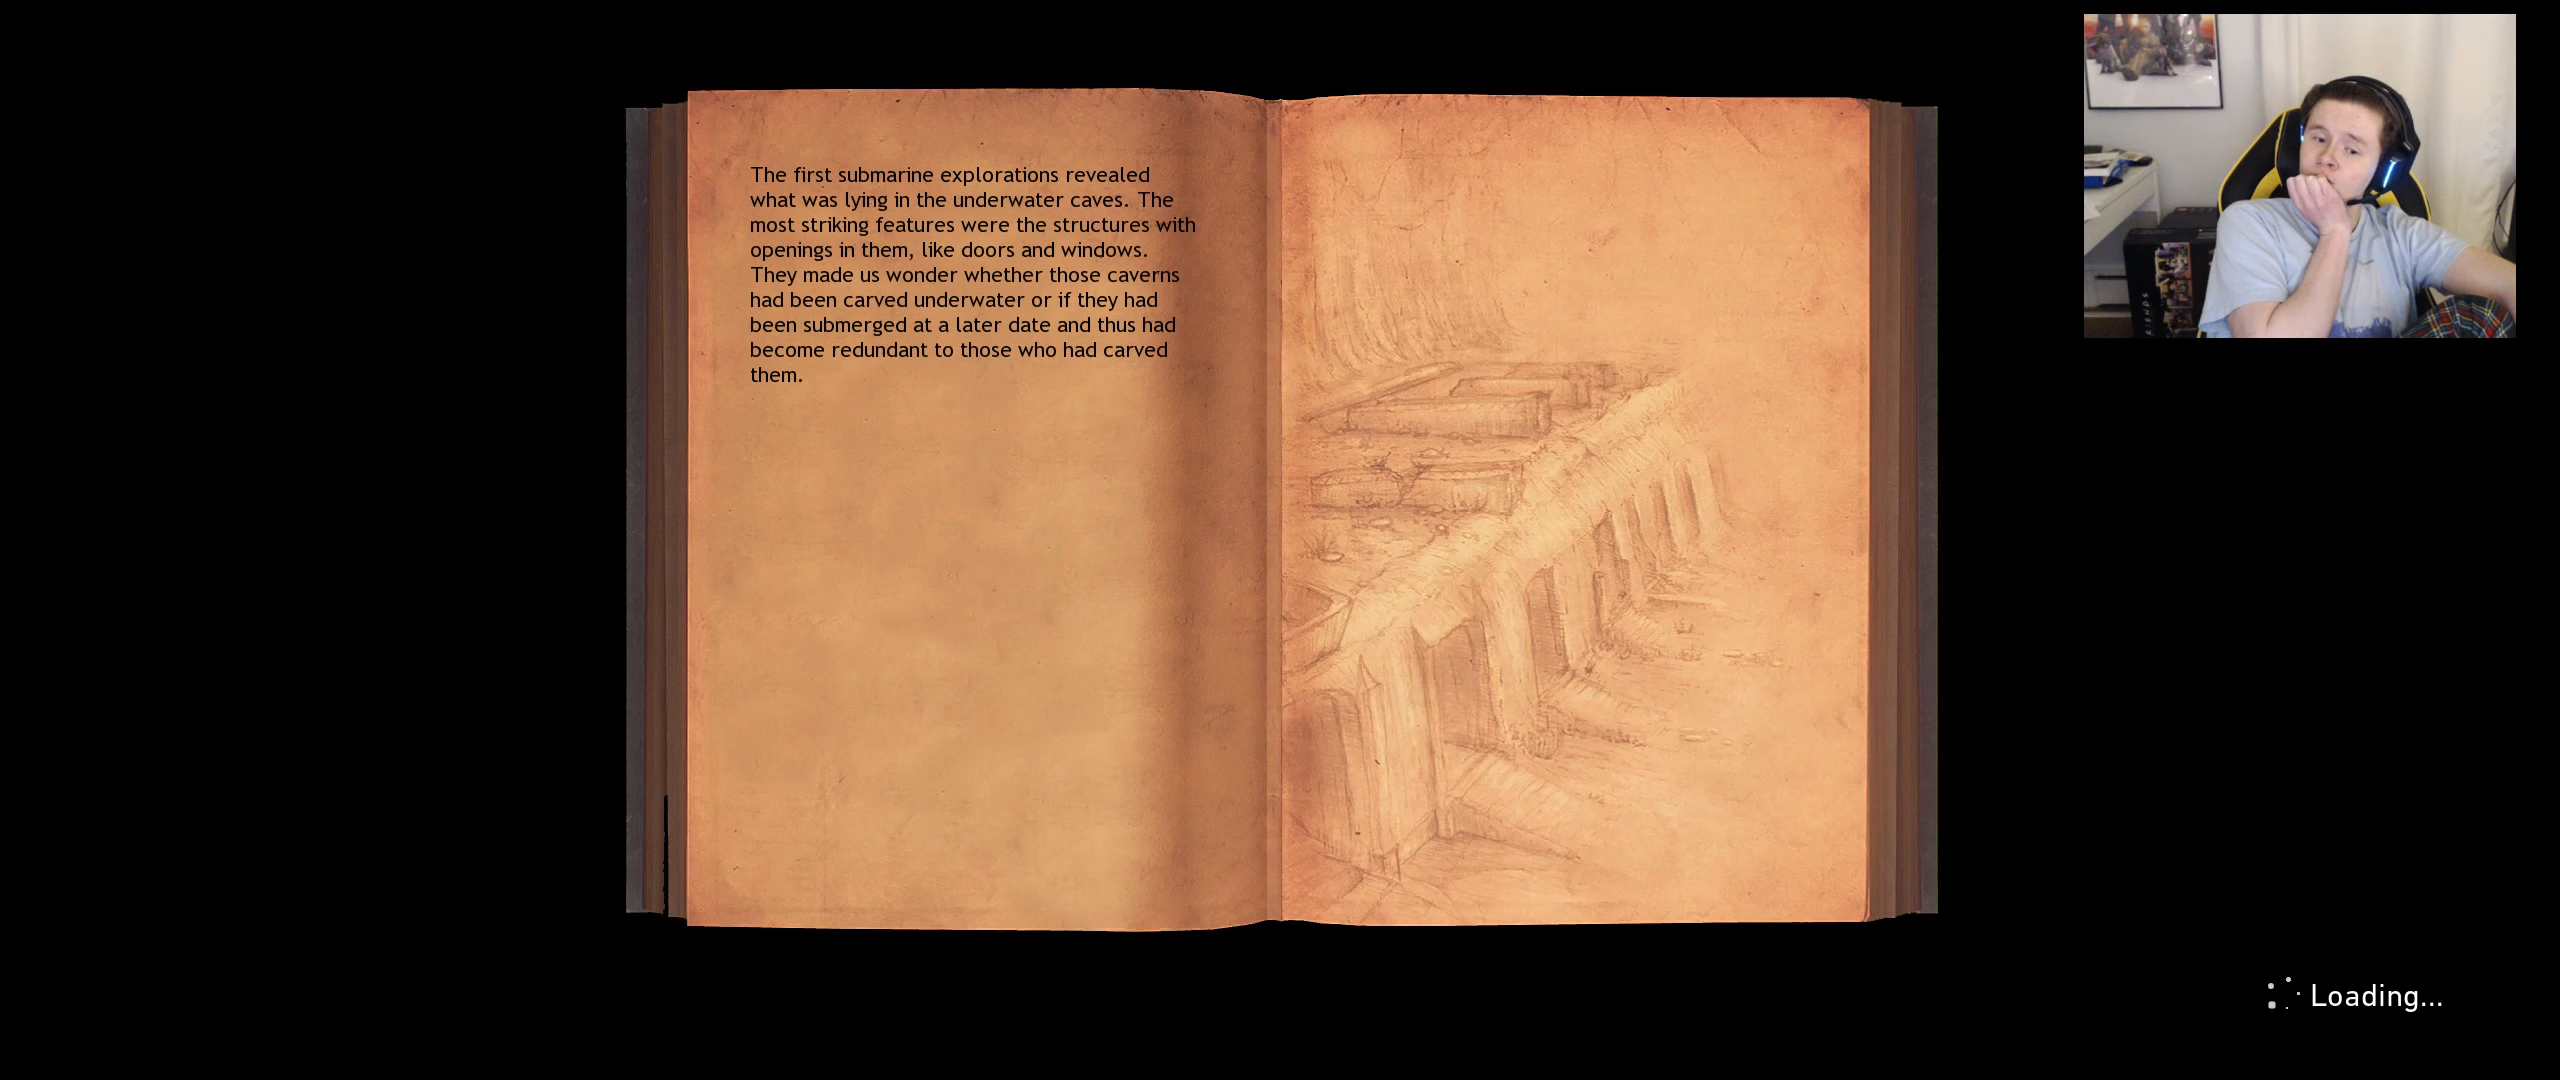 The first submarine explorations revealed
what was lying in the underwater caves. The
most striking features were the structures with
openings in them, like doors and windows.
They made us wonder whether those caverns
had been carved underwater or if they had
been submerged at a later date and thus had
become redundant to those who had carved
them.
FRIENDS
Loading...